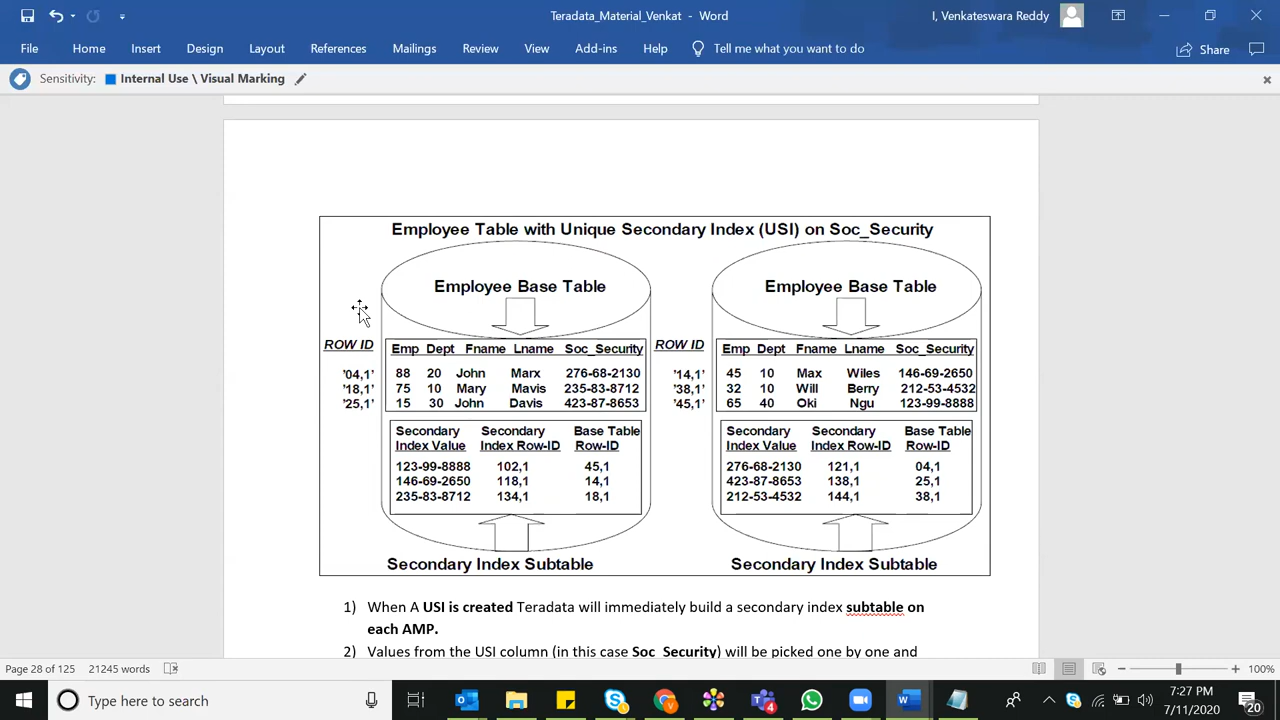 Teradata_Material_Venkat - Word
I, Venkateswara Reddy
File Home Insert Design Layout References Mailings Review View Add-ins Help Tell me what you want to do Share
Sensitivity: Internal Use \ Visual Marking
Employee Table with Unique Secondary Index (USI) on Soc_Security
Employee Base Table
Employee Base Table
ROW ID
Emp Dept Fname Lname Soc_Security
'04,1' 88 20 John Marx 276-68-2130
'18,1' 75 10 Mary Mavis 235-83-8712
'25,1' 15 30 John Davis 423-87-8653
ROW ID
Emp Dept Fname Lname Soc_Security
'14,1' 45 10 Max Wiles 146-69-2650
'38,1' 32 10 Will Berry 212-53-4532
'45,1' 65 40 Oki Ngu 123-99-8888
Secondary Secondary Base Table
Index Value Index Row-ID Row-ID
123-99-8888 102,1 45,1
146-69-2650 118,1 14,1
235-83-8712 134,1 18,1
Secondary Secondary Base Table
Index Value Index Row-ID Row-ID
276-68-2130 121,1 04,1
423-87-8653 138,1 25,1
212-53-4532 144,1 38,1
Secondary Index Subtable
Secondary Index Subtable
1) When A USI is created Teradata will immediately build a secondary index subtable on
each AMP.
2) Values from the USI column (in this case Soc_Security) will be picked one by one and
Page 28 of 125 21245 words
100%
Type here to search
4
7:27 PM
7/11/2020
20